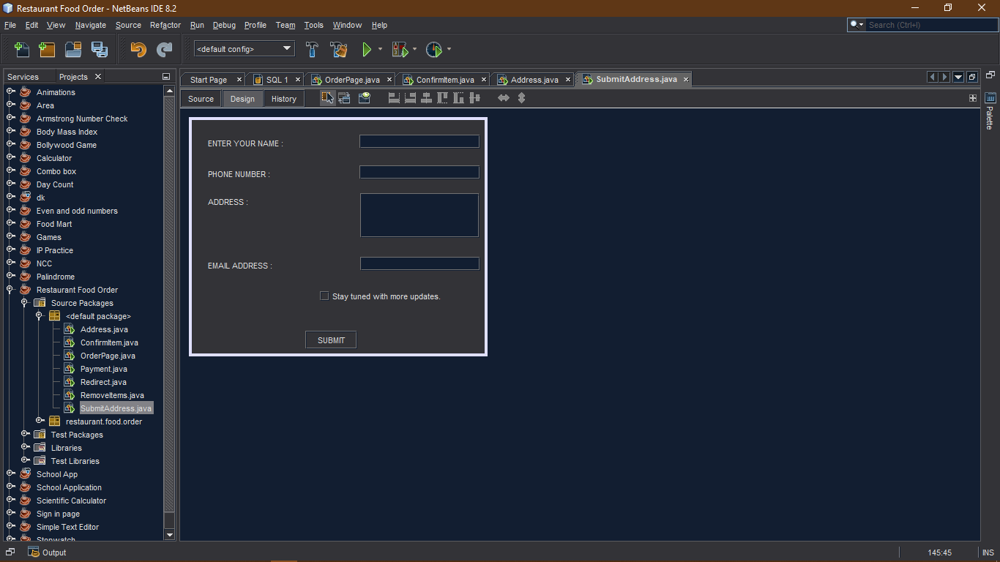 Restaurant Food Order - NetBeans IDE 8.2
File Edit View Navigate Source Refactor Run Debug Profile Team Tools Window Help
Search (Ctrl+I)
<default config>
Services Projects
Start Page SQL 1 OrderPage.java ConfirmItem.java Address.java SubmitAddress.java
Source Design History
Palette
Animations
Area
Armstrong Number Check
Body Mass Index
Bollywood Game
Calculator
Combo box
Day Count
dk
Even and odd numbers
Food Mart
Games
IP Practice
NCC
Palindrome
Restaurant Food Order
Source Packages
<default package>
Address.java
ConfirmItem.java
OrderPage.java
Payment.java
Redirect.java
RemoveItems.java
SubmitAddress.java
restaurant.food.order
Test Packages
Libraries
Test Libraries
School App
School Application
Scientific Calculator
Sign in page
Simple Text Editor
Stopwatch
ENTER YOUR NAME :
PHONE NUMBER :
ADDRESS :
EMAIL ADDRESS :
Stay tuned with more updates.
SUBMIT
Output
145:45 INS